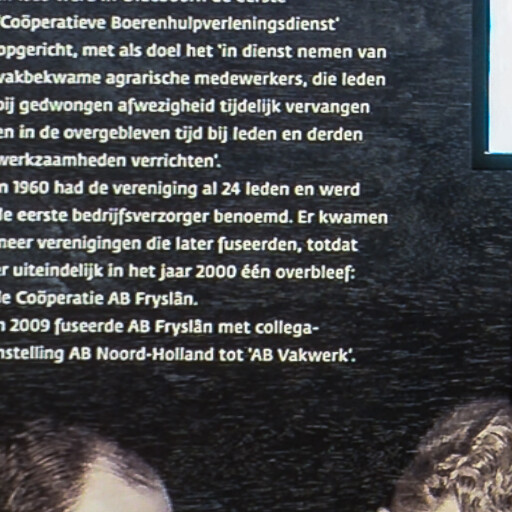 'Coöperatieve Boerenhulpverleningsdienst'
opgericht, met als doel het 'in dienst nemen van
vakbekwame agrarische medewerkers, die leden
bij gedwongen afwezigheid tijdelijk vervangen
en in de overgebleven tijd bij leden en derden
werkzaamheden verrichten'.
n 1960 had de vereniging al 24 leden en werd
de eerste bedrijfsverzorger benoemd. Er kwamen
meer verenigingen die later fuseerden, totdat
er uiteindelijk in het jaar 2000 één overbleef:
de Coöperatie AB Fryslân.
n 2009 fuseerde AB Fryslân met collega-
nstelling AB Noord-Holland tot 'AB Vakwerk'.